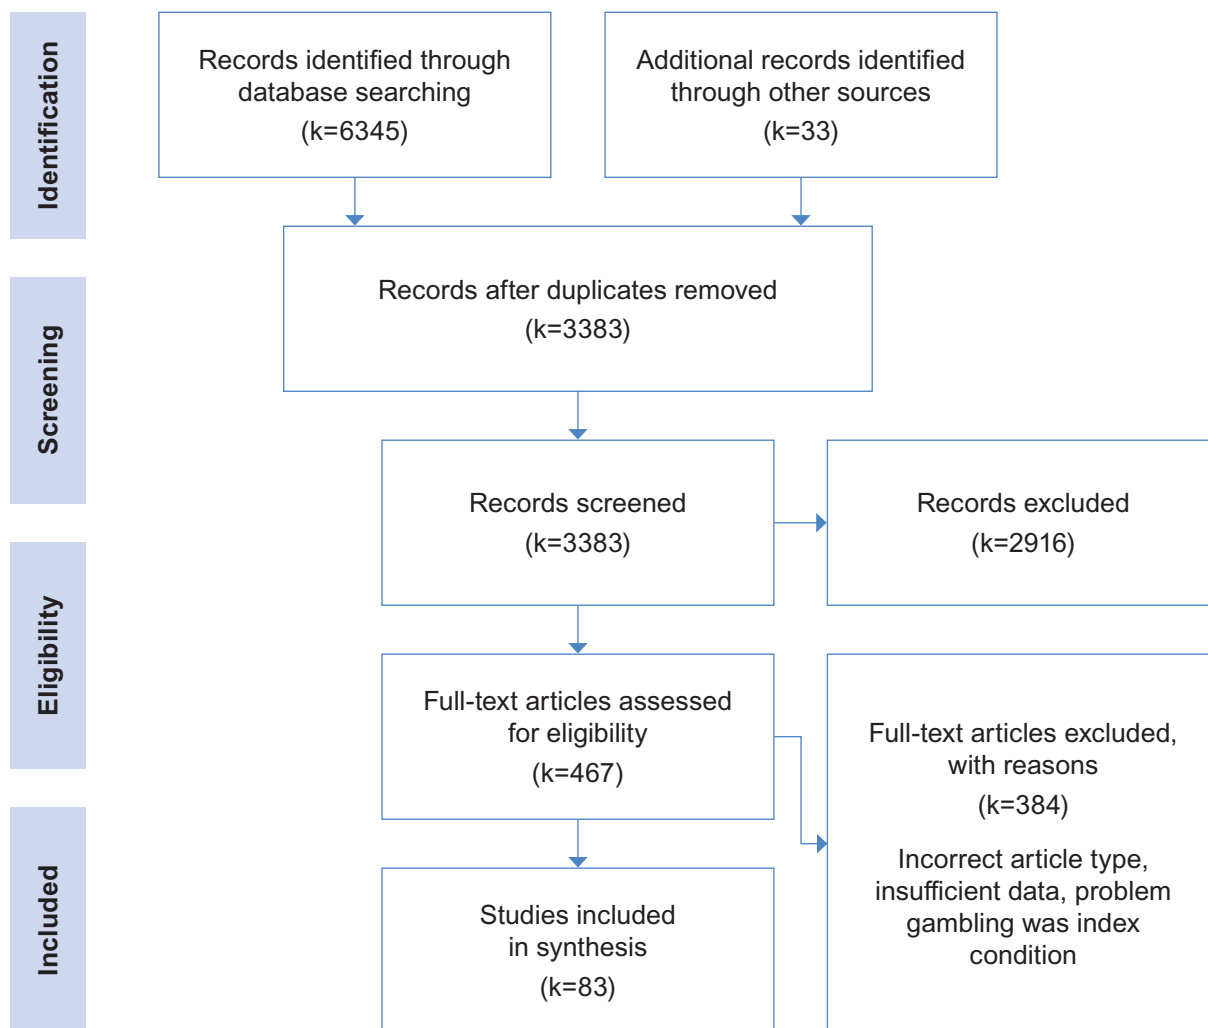 Identification
Records identified through
database searching
(k=6345)
Additional records identified
through other sources
(k=33)
Records after duplicates removed
(k=3383)
Screening
Records screened
(k=3383)
Records excluded
(k=2916)
Eligibility
Full-text articles assessed
for eligibility
(k=467)
Full-text articles excluded,
with reasons
(k=384)
Incorrect article type,
insufficient data, problem
gambling was index
condition
Included
Studies included
in synthesis
(k=83)